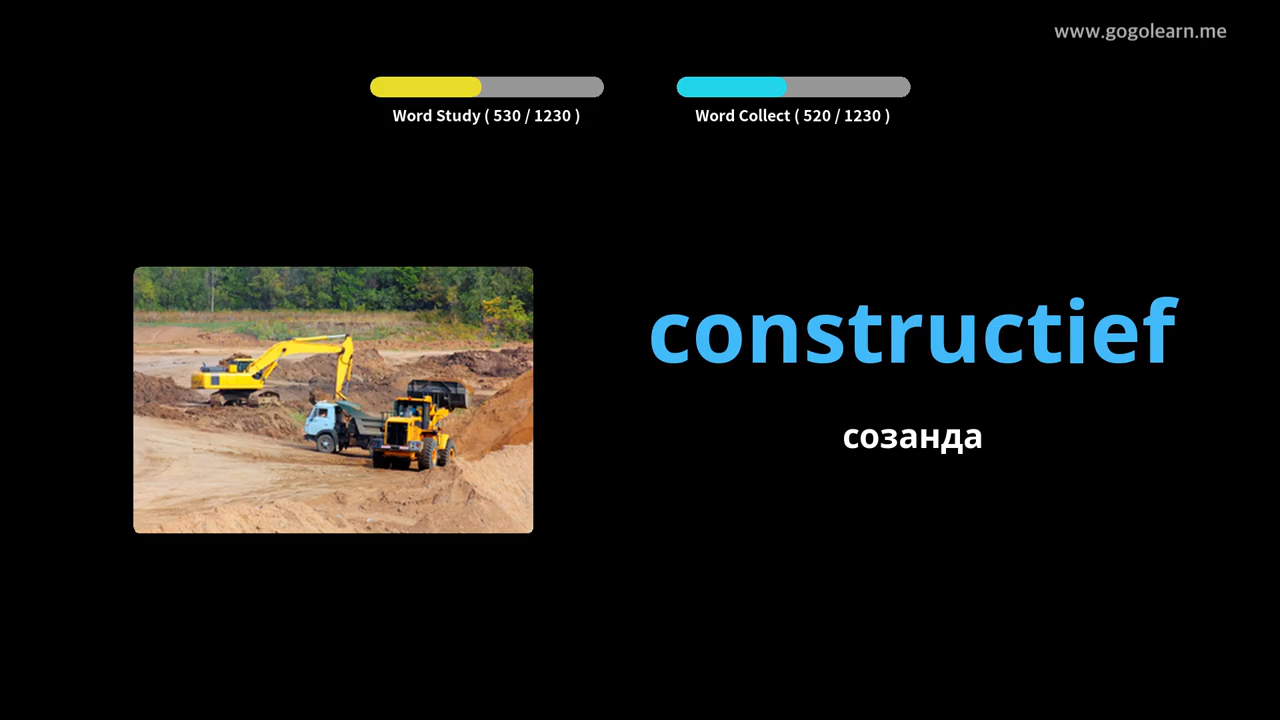 www.gogolearn.me
Word Study ( 530 / 1230 )
Word Collect ( 520 / 1230 )
constructief
созанда